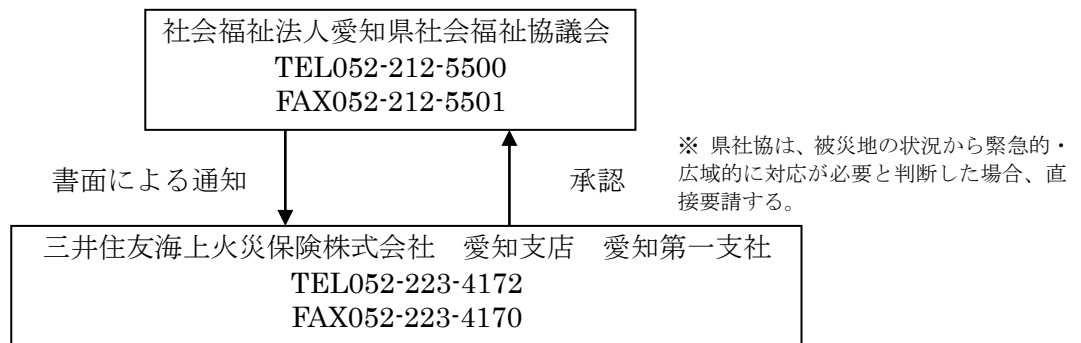 社会福祉法人愛知県社会福祉協議会
TEL052-212-5500
FAX052-212-5501
※ 県社協は、被災地の状況から緊急的・
広域的に対応が必要と判断した場合、直
接要請する。
書面による通知
承認
三井住友海上火災保険株式会社　愛知支店　愛知第一支社
TEL052-223-4172
FAX052-223-4170